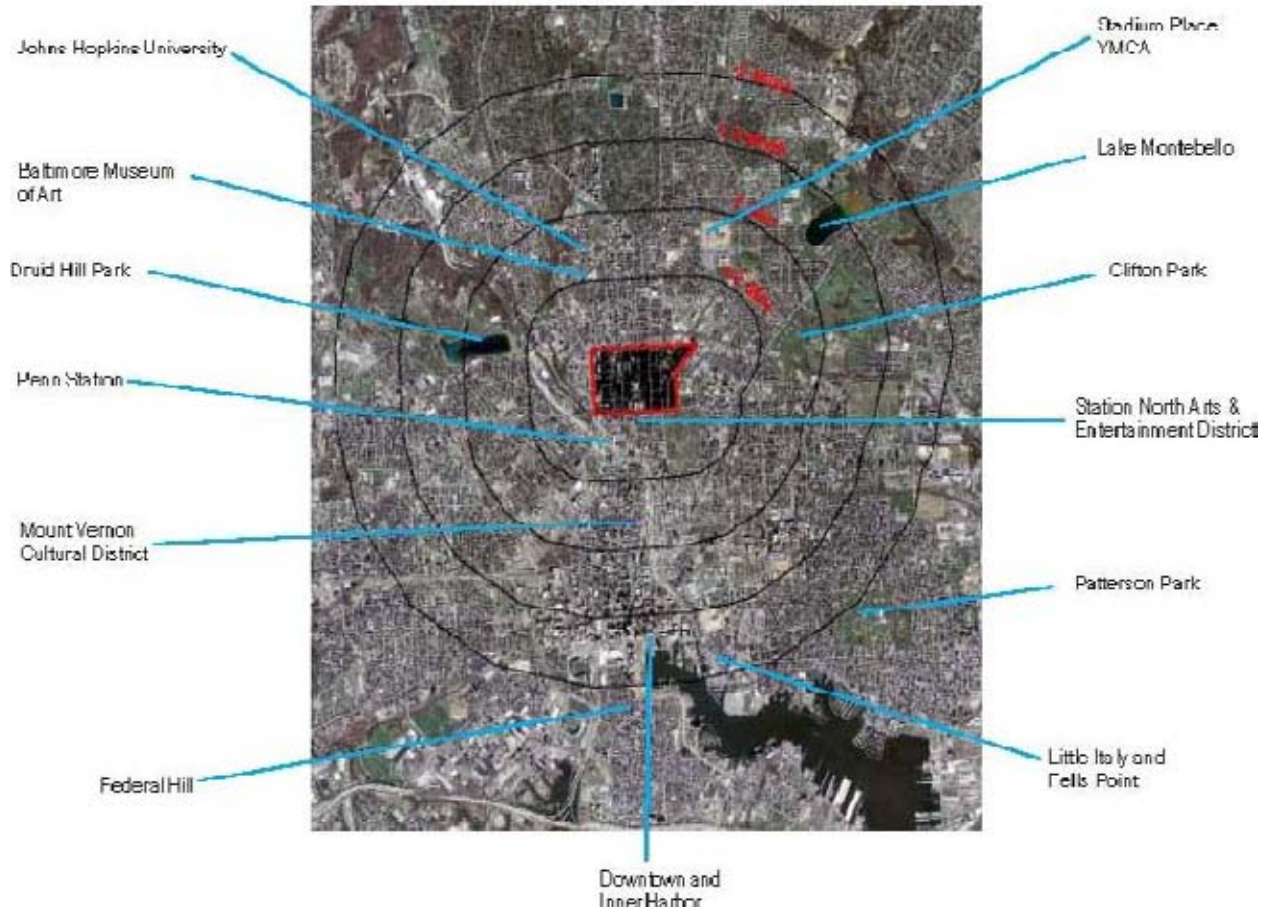 Johns Hopkins University
Stadium Place
YMCA
Baltimore Museum
of Art
Lake Montebello
Druid Hill Park
Clifton Park
Penn Station
Station North Arts &
Entertainment District
Mount Vernon
Cultural District
Patterson Park
Federal Hill
Little Italy and
Fells Point
Downtown and
Inner Harbor